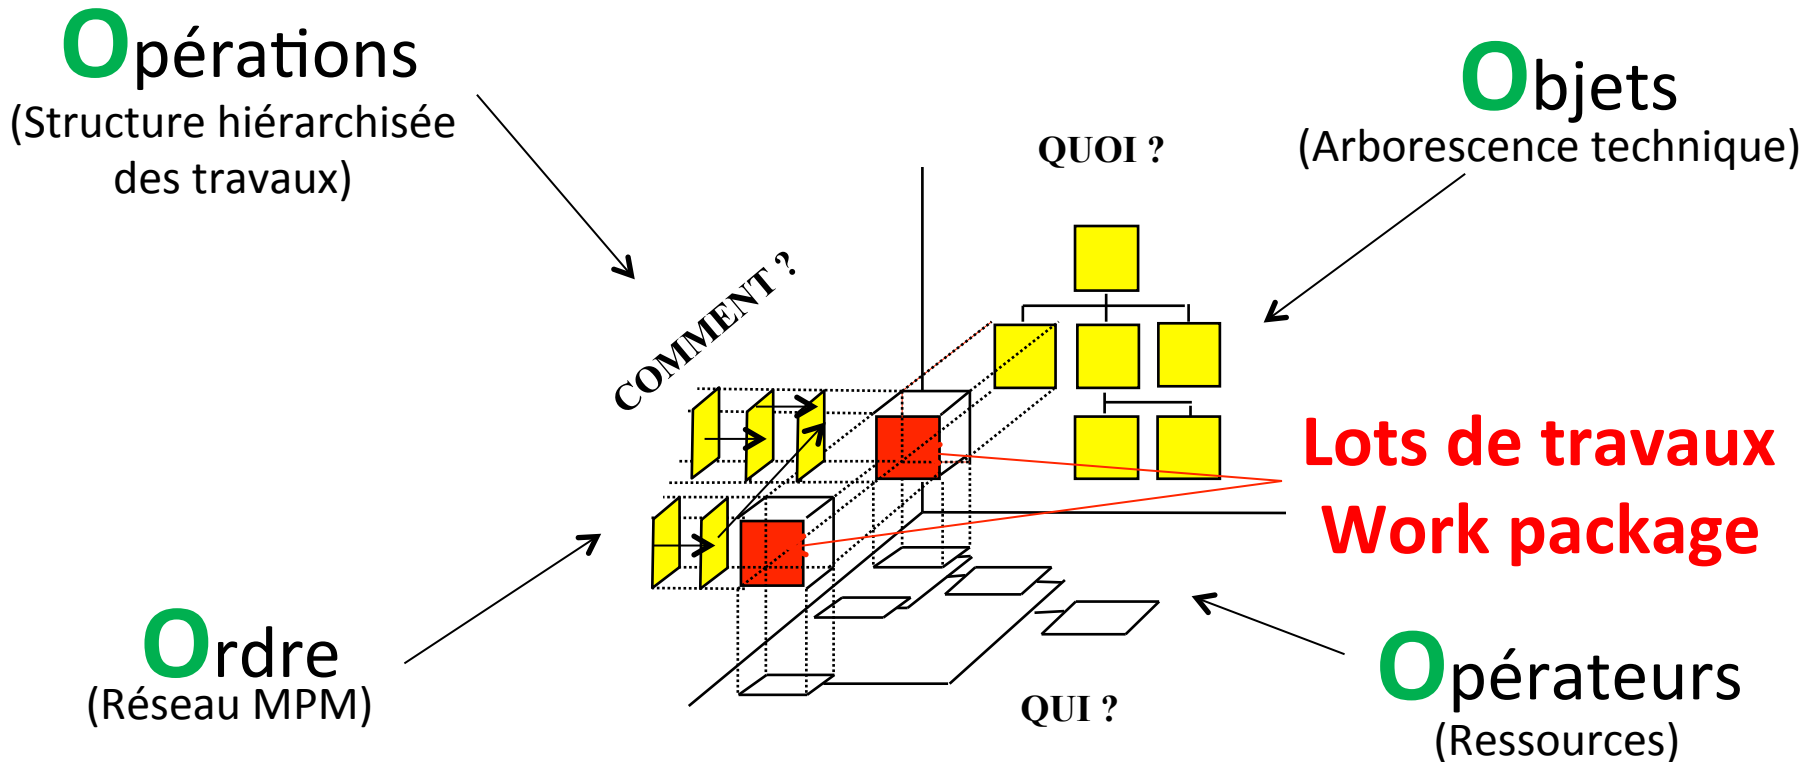 Opérations
(Structure hiérarchisée
des travaux)
Objets
(Arborescence technique)
QUOI ?
COMMENT ?
Lots de travaux
Work package
Ordre
(Réseau MPM)
QUI ?
Opérateurs
(Ressources)